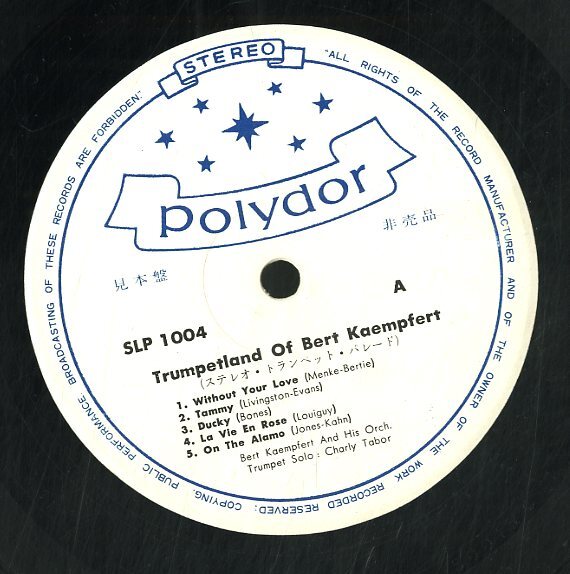 STEREO
"ALL RIGHTS OF THE RECORD MANUFACTURER AND OF THE OWNER OF THE WORK RECORDED RESERVED: COPYING, PUBLIC PERFORMANCE BROADCASTING OF THESE RECORDS ARE FORBIDDEN"
polydor
見本盤
非売品
A
SLP 1004
Trumpetland Of Bert Kaempfert
(ステレオ・トランペット・パレード)
1. Without Your Love (Menke-Bertie)
2. Tammy (Livingston-Evans)
3. Ducky (Bones)
4. La Vie En Rose (Louiguy)
5. On The Alamo (Jones-Kahn)
Bert Kaempfert And His Orch.
Trumpet Solo : Charly Tabor